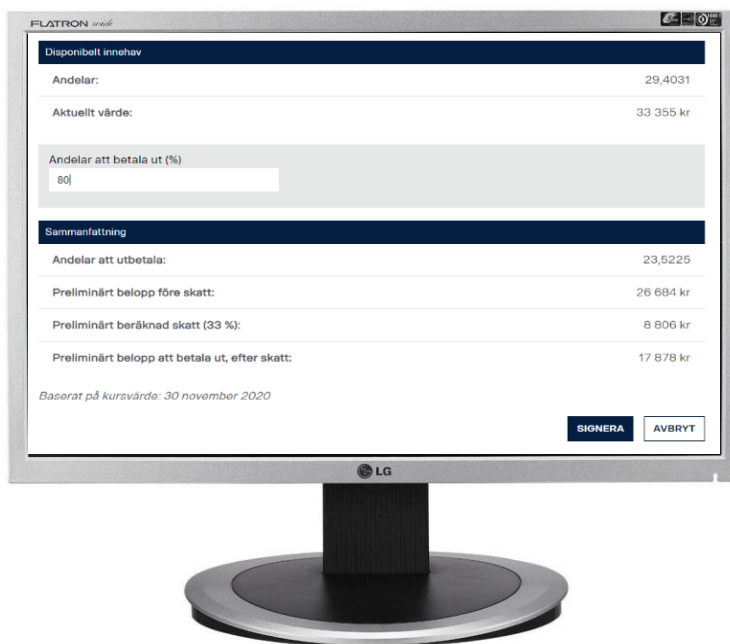 FLATRON wide
Disponibelt innehav
Andelar: 29,4031
Aktuellt värde: 33 355 kr
Andelar att betala ut (%)
80
Sammanfattning
Andelar att utbetala: 23,5225
Preliminärt belopp före skatt: 26 684 kr
Preliminärt beräknad skatt (33 %): 8 806 kr
Preliminärt belopp att betala ut, efter skatt: 17 878 kr
Baserat på kursvärde: 30 november 2020
SIGNERA AVBRYT
LG